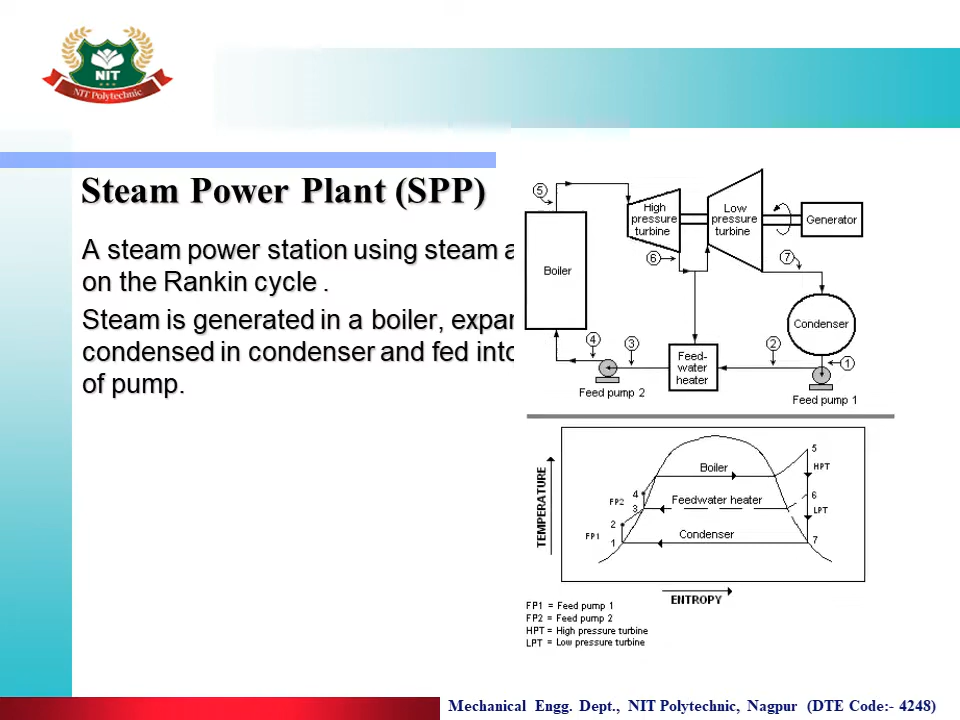 NIT
NIT Polytechnic
Steam Power Plant (SPP)
A steam power station using steam
on the Rankin cycle .
Steam is generated in a boiler,
condensed in condenser and fed into
of pump.
5
High
pressure
turbine
Low
pressure
turbine
Generator
6
7
Boiler
Condenser
4
3
2
1
Feed-
water
heater
Feed pump 2
Feed pump 1
TEMPERATURE
Boiler
5
HPT
4
FP2
Feedwater heater
6
3
LPT
2
FP1
Condenser
1
7
ENTROPY
FP1 = Feed pump 1
FP2 = Feed pump 2
HPT = High pressure turbine
LPT = Low pressure turbine
Mechanical Engg. Dept., NIT Polytechnic, Nagpur (DTE Code:- 4248)